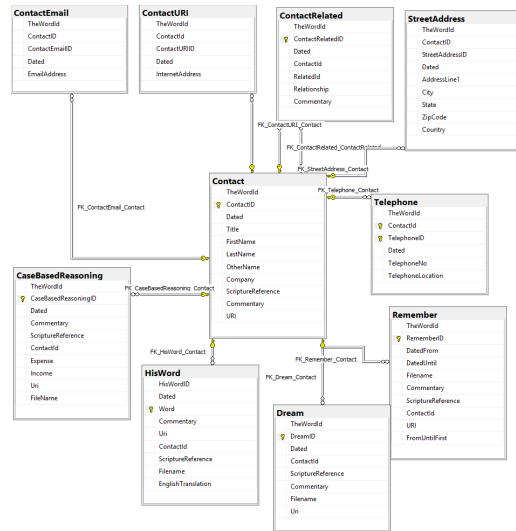 ContactEmail
TheWordId
ContactID
ContactEmailID
Dated
EmailAddress
ContactURI
TheWordId
ContactId
ContactURIID
Dated
InternetAddress
ContactRelated
TheWordId
ContactRelatedID
Dated
ContactId
RelatedId
Relationship
Commentary
StreetAddress
TheWordId
ContactID
StreetAddressID
Dated
AddressLine1
City
State
ZipCode
Country
FK_ContactURI_Contact
FK_ContactRelated_ContactRelated
FK_StreetAddress_Contact
FK_Telephone_Contact
FK_ContactEmail_Contact
Contact
TheWordId
ContactID
Dated
Title
FirstName
LastName
OtherName
Company
ScriptureReference
Commentary
URI
Telephone
TheWordId
ContactId
TelephoneID
Dated
TelephoneNo
TelephoneLocation
CaseBasedReasoning
TheWordId
CaseBasedReasoningID
Dated
Commentary
ScriptureReference
ContactId
Expense
Income
Uri
FileName
FK_CaseBasedReasoning_Contact
FK_HisWord_Contact
FK_Remember_Contact
FK_Dream_Contact
Remember
TheWordId
RememberID
DatedFrom
DatedUntil
Filename
Commentary
ScriptureReference
ContactId
URI
FromUntilFirst
HisWord
HisWordID
Dated
Word
Commentary
Uri
ContactId
ScriptureReference
Filename
EnglishTranslation
Dream
TheWordId
DreamID
Dated
ContactId
ScriptureReference
Commentary
Filename
Uri